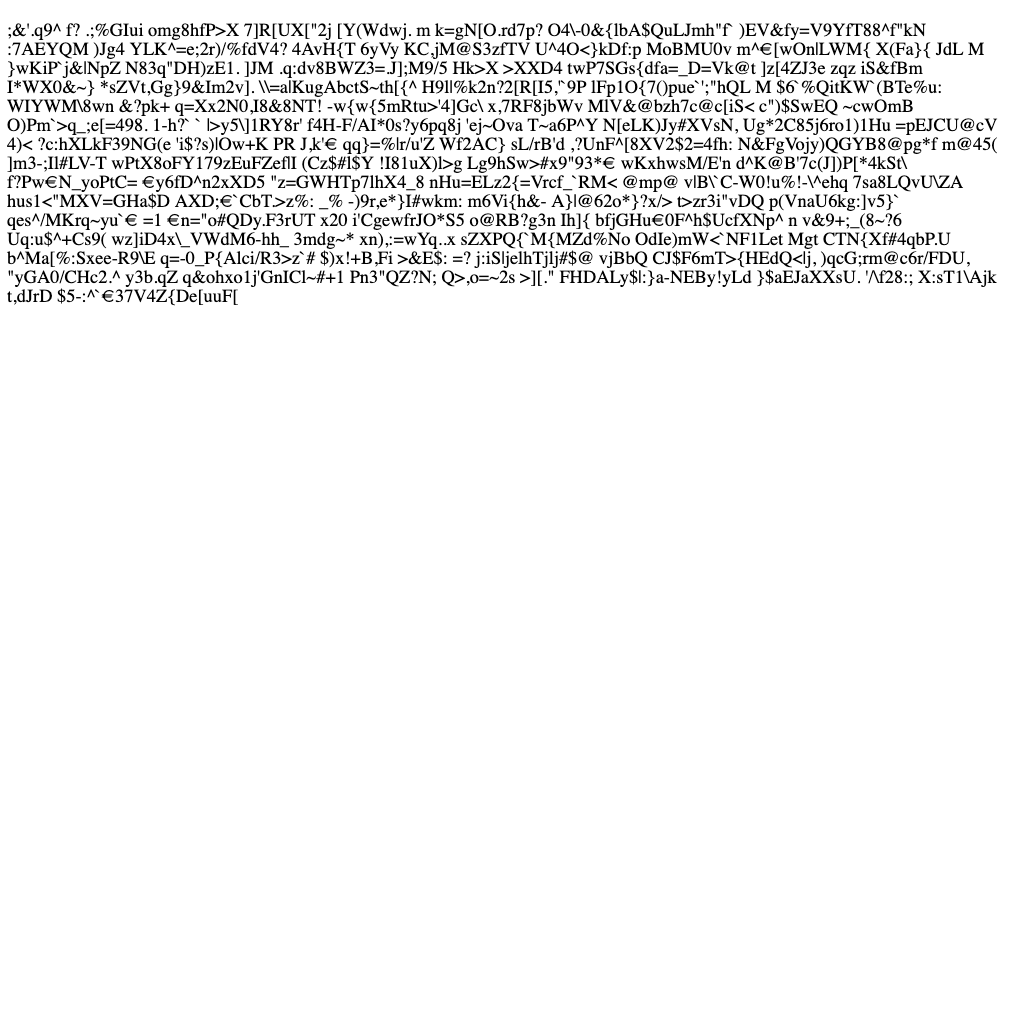 ;&'.q9^ f? .;%GIui omg8hfP>X 7]R[UX["2j [Y(Wdwj. m k=gN[O.rd7p? O4\-0&{lbA$QuLJmh"f` )EV&fy=V9YfT88^f"kN
:7AEYQM )Jg4 YLK^=e;2r)/%fdV4? 4AvH{T 6yVy KC,jM@S3zfTV U^4O<}kDf:p MoBMU0v m^€[wOn|LWM{ X(Fa}{ JdL M
}wKiP`j&|NpZ N83q"DH)zE1. ]JM .q:dv8BWZ3=.J];M9/5 Hk>X >XXD4 twP7SGs{dfa=_D=Vk@t ]z[4ZJ3e zqz iS&fBm
I*WX0&~} *sZVt,Gg}9&Im2v]. \\=a|KugAbctS~th[{^ H9l|%k2n?2[R[I5,"`9P lFp1O{7()pue`';"hQL M $6`%QitKW`(BTe%u:
WIYWM\8wn &?pk+ q=Xx2N0,I8&8NT! -w{w{5mRtu>'4]Gc\ x,7RF8jbWv MlV&@bzh7c@c[iS< c")$SwEQ ~cwOmB
O)Pm`>q_;e[=498. 1-h?` ` |>y5\]1RY8r' f4H-F/AI*0s?y6pq8j 'ej~Ova T~a6P^Y N[eLK)Jy#XVsN, Ug*2C85j6ro1)1Hu =pEJCU@cV
4)< ?c:hXLkF39NG(e 'i$?s)|Ow+K PR J,k'€ qq}=%|r/u'Z Wf2AC} sL/rB'd ,?UnF^[8XV2$2=4fh: N&FgVojy)QGYB8@pg*f m@45(
]m3-;Il#LV-T wPtX8oFY179zEuFZeflI (Cz$#l$Y !I81uX)l>g Lg9hSw>#x9"93*€ wKxhwsM/E'n d^K@B'7c(J])P[*4kSt\
f?Pw€N_yoPtC= €y6fD^n2xXD5 "z=GWHTp7lhX4_8 nHu=ELz2{=Vrcf_`RM< @mp@ v|B\`C-W0!u%!-\^ehq 7sa8LQvU\ZA
hus1<"MXV=GHa$D AXD;€`CbT>z%: _% -)9r,e*}I#wkm: m6Vi{h&- A}l@62o*}?x/> t>zr3i"vDQ p(VnaU6kg:]v5}`
qes^/MKrq~yu`€ =1 €n="o#QDy.F3rUT x20 i'CgewfrJO*S5 o@RB?g3n Ih]{ bfjGHu€0F^h$UcfXNp^ n v&9+;_(8~?6
Uq:u$^+Cs9( wz]iD4x\_VWdM6-hh_ 3mdg~* xn),:=wYq..x sZXPQ{`M{MZd%No OdIe)mW<`NF1Let Mgt CTN{Xf#4qbP.U
b^Ma[%:Sxee-R9\E q=-0_P{Alci/R3>z`# $)x!+B,Fi >&E$: =? j:iSljelhTjlj#$@ vjBbQ CJ$F6mT>{HEdQ<|j, )qcG;rm@c6r/FDU,
"yGA0/CHc2.^ y3b.qZ q&ohxo1j'GnICl~#+1 Pn3"QZ?N; Q>,o=~2s >][." FHDALy$|:}a-NEBy!yLd }$aEJaXXsU. '/\f28:; X:sT1\Ajk
t,dJrD $5-:^`€37V4Z{De[uuF[